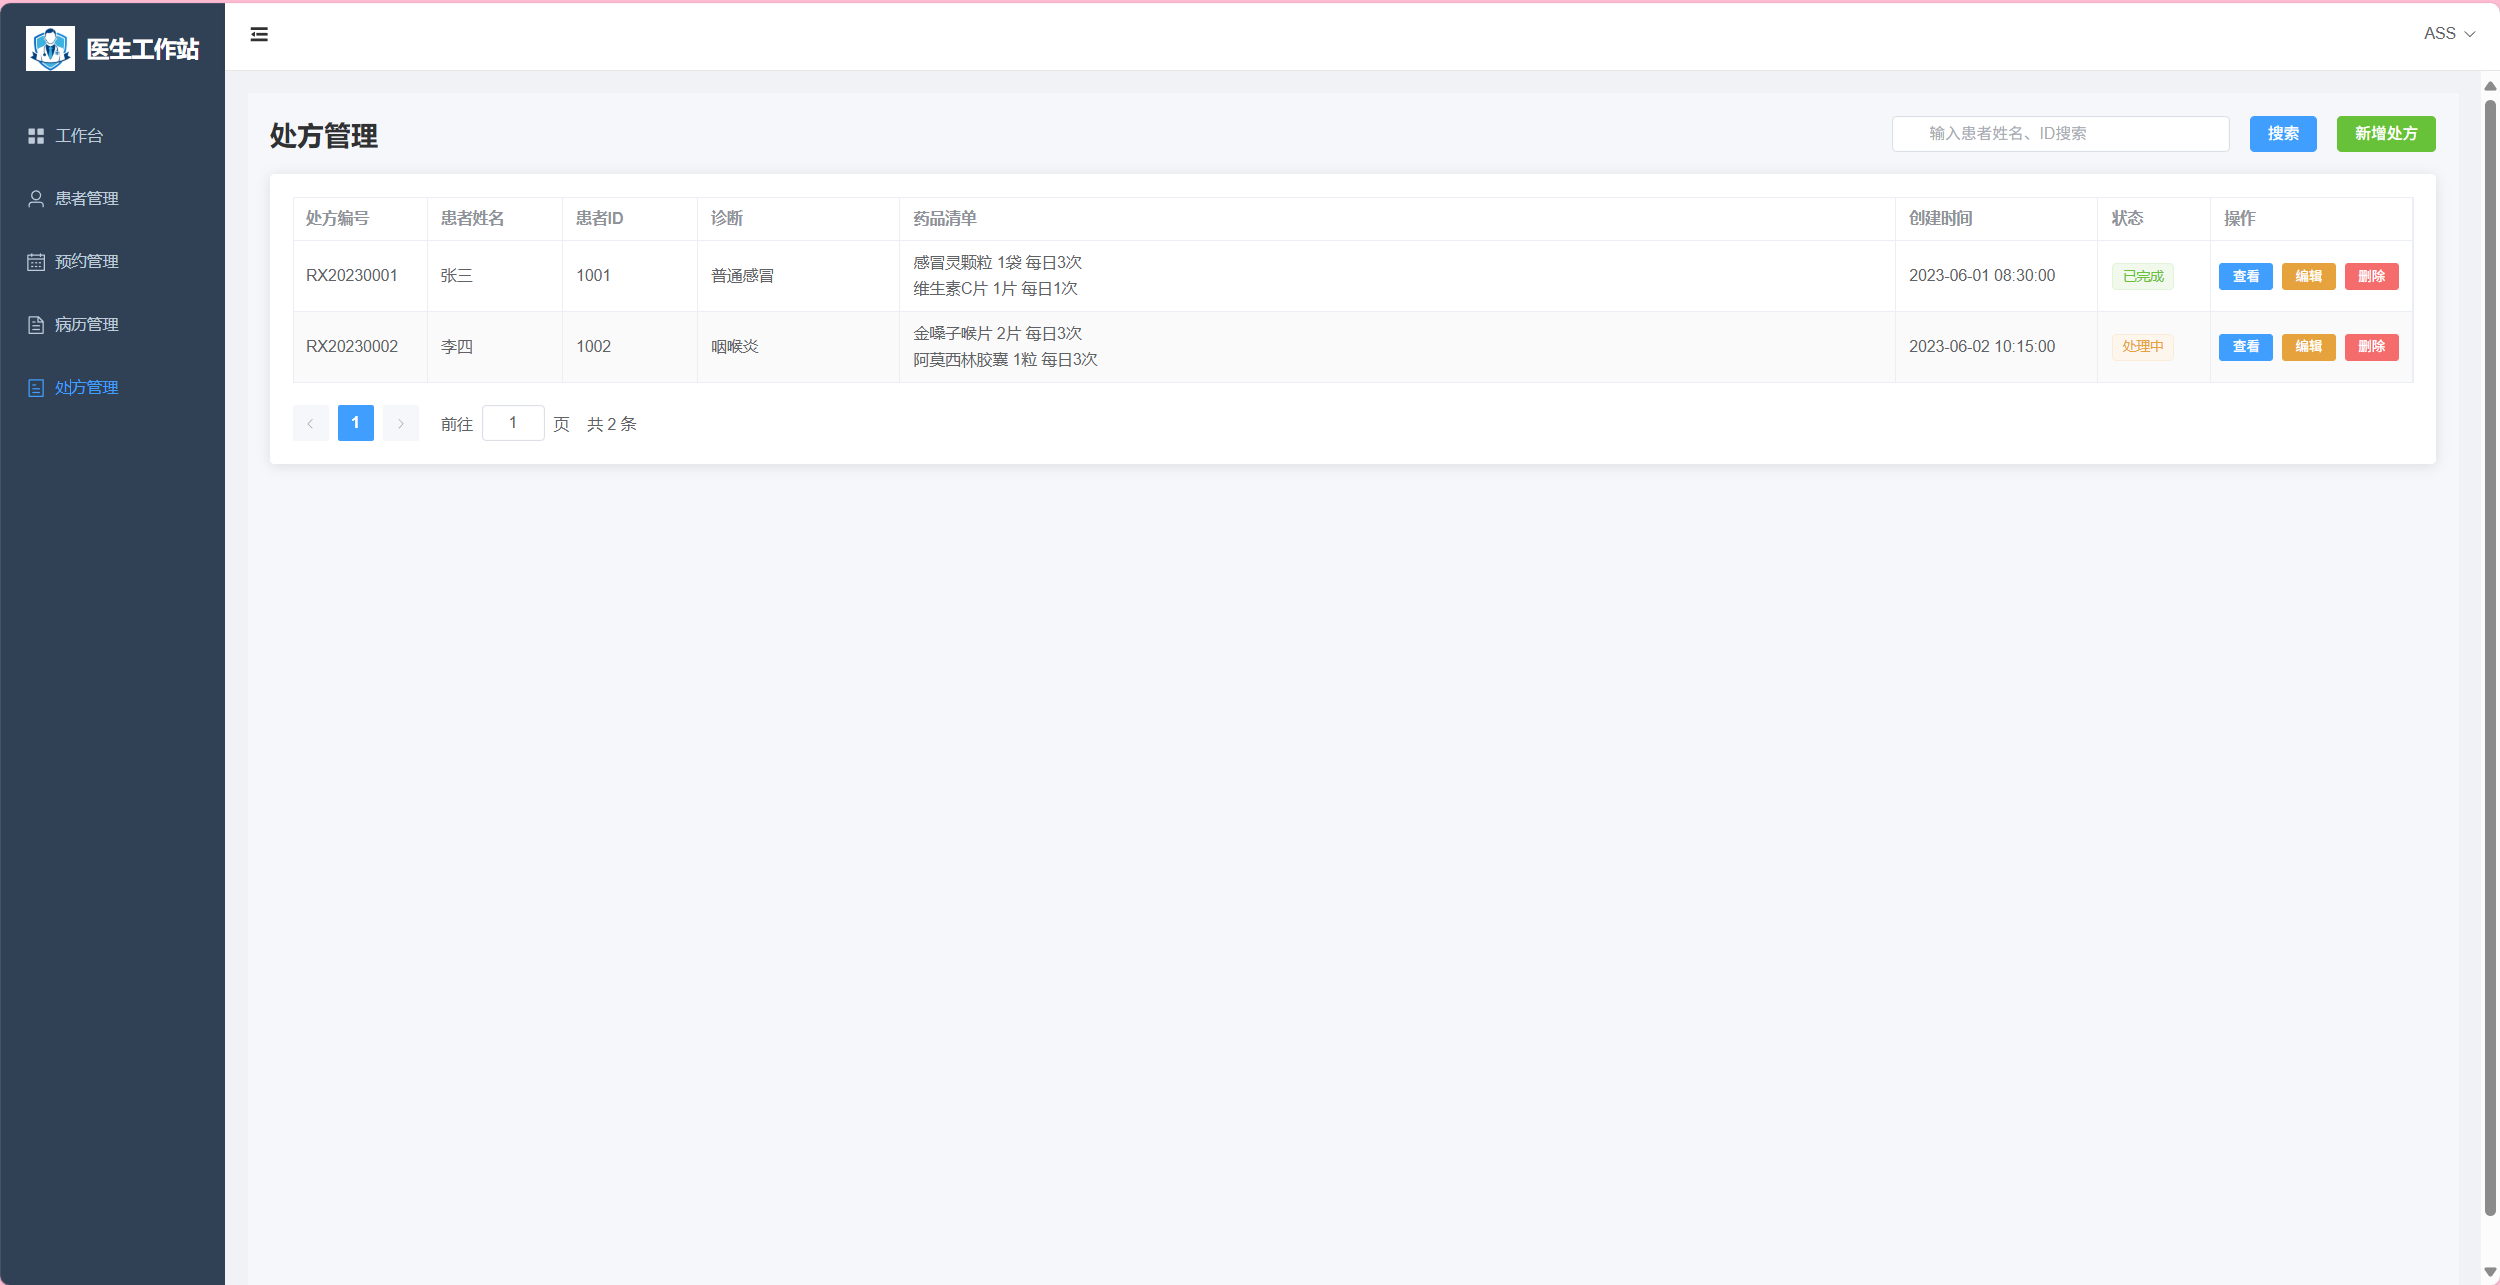 医生工作站
ASS
工作台
患者管理
预约管理
病历管理
处方管理
处方管理
输入患者姓名、ID搜索
搜索
新增处方
处方编号 患者姓名 患者ID 诊断 药品清单 创建时间 状态 操作
RX20230001 张三 1001 普通感冒 感冒灵颗粒 1袋 每日3次 2023-06-01 08:30:00 已完成 查看 编辑 删除
维生素C片 1片 每日1次
RX20230002 李四 1002 咽喉炎 金嗓子喉片 2片 每日3次 2023-06-02 10:15:00 处理中 查看 编辑 删除
阿莫西林胶囊 1粒 每日3次
1 前往 1 页 共 2 条